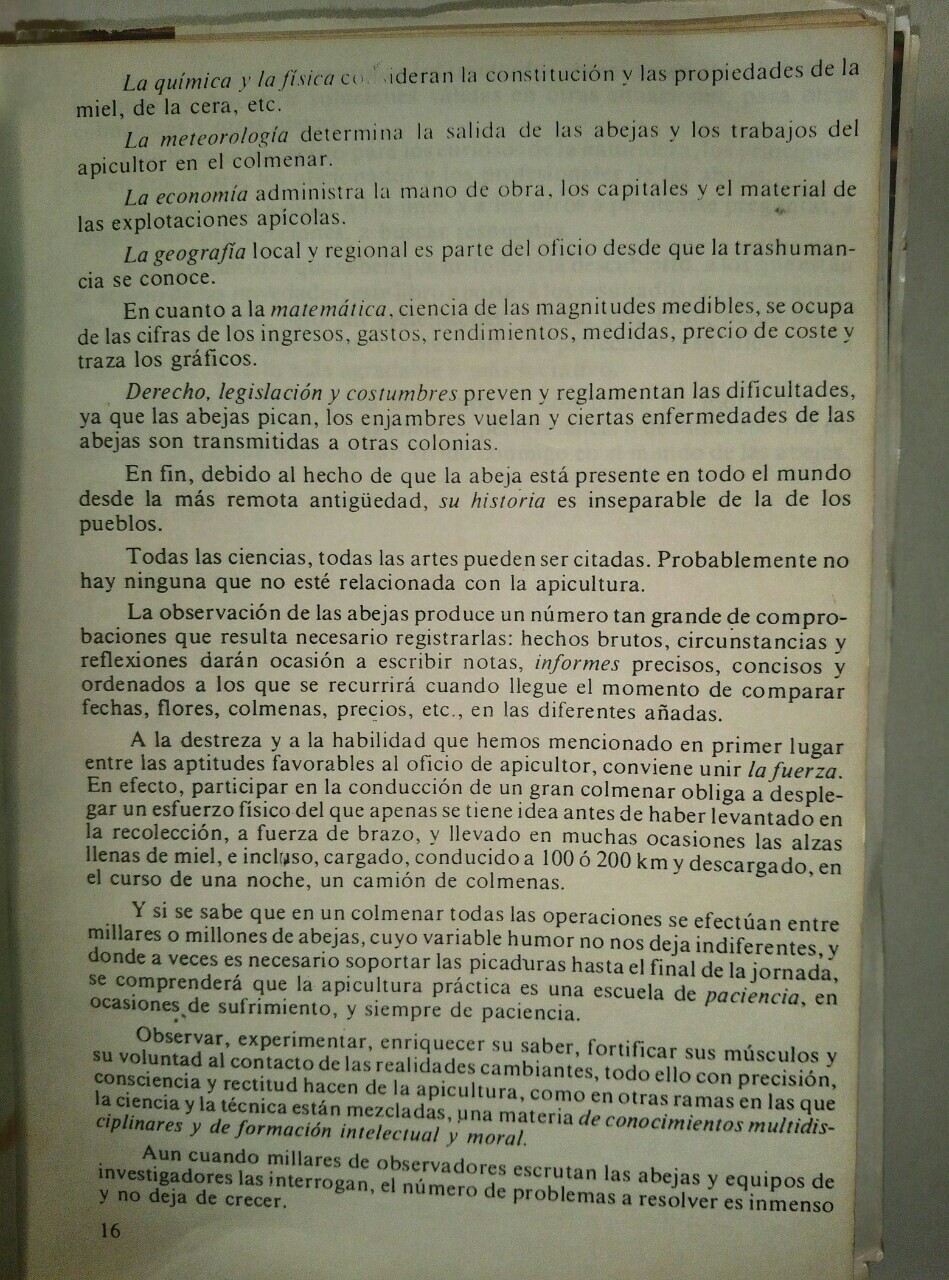 La química y la física consideran la constitución y las propiedades de la
miel, de la cera, etc.
La meteorología determina la salida de las abejas y los trabajos del
apicultor en el colmenar.
La economía administra la mano de obra, los capitales y el material de
las explotaciones apícolas.
La geografía local y regional es parte del oficio desde que la trashuman-
cia se conoce.
En cuanto a la matemática, ciencia de las magnitudes medibles, se ocupa
de las cifras de los ingresos, gastos, rendimientos, medidas, precio de coste y
traza los gráficos.
Derecho, legislación y costumbres preven y reglamentan las dificultades,
ya que las abejas pican, los enjambres vuelan y ciertas enfermedades de las
abejas son transmitidas a otras colonias.
En fin, debido al hecho de que la abeja está presente en todo el mundo
desde la más remota antigüedad, su historia es inseparable de la de los
pueblos.
Todas las ciencias, todas las artes pueden ser citadas. Probablemente no
hay ninguna que no esté relacionada con la apicultura.
La observación de las abejas produce un número tan grande de compro-
baciones que resulta necesario registrarlas: hechos brutos, circunstancias y
reflexiones darán ocasión a escribir notas, informes precisos, concisos y
ordenados a los que se recurrirá cuando llegue el momento de comparar
fechas, flores, colmenas, precios, etc., en las diferentes añadas.
A la destreza y a la habilidad que hemos mencionado en primer lugar
entre las aptitudes favorables al oficio de apicultor, conviene unir la fuerza.
En efecto, participar en la conducción de un gran colmenar obliga a desple-
gar un esfuerzo físico del que apenas se tiene idea antes de haber levantado en
la recolección, a fuerza de brazo, y llevado en muchas ocasiones las alzas
llenas de miel, e incluso, cargado, conducido a 100 ó 200 km y descargado, en
el curso de una noche, un camión de colmenas.
Y si se sabe que en un colmenar todas las operaciones se efectúan entre
millares o millones de abejas, cuyo variable humor no nos deja indiferentes, y
donde a veces es necesario soportar las picaduras hasta el final de la jornada,
se comprenderá que la apicultura práctica es una escuela de paciencia, en
ocasiones de sufrimiento, y siempre de paciencia.
Observar, experimentar, enriquecer su saber, fortificar sus músculos y
su voluntad al contacto de las realidades cambiantes, todo ello con precisión,
consciencia y rectitud hacen de la apicultura, como en otras ramas en las que
la ciencia y la técnica están mezcladas, una materia de conocimientos multidis-
ciplinares y de formación intelectual y moral.
Aun cuando millares de observadores escrutan las abejas y equipos de
investigadores las interrogan, el número de problemas a resolver es inmenso
y no deja de crecer.
16